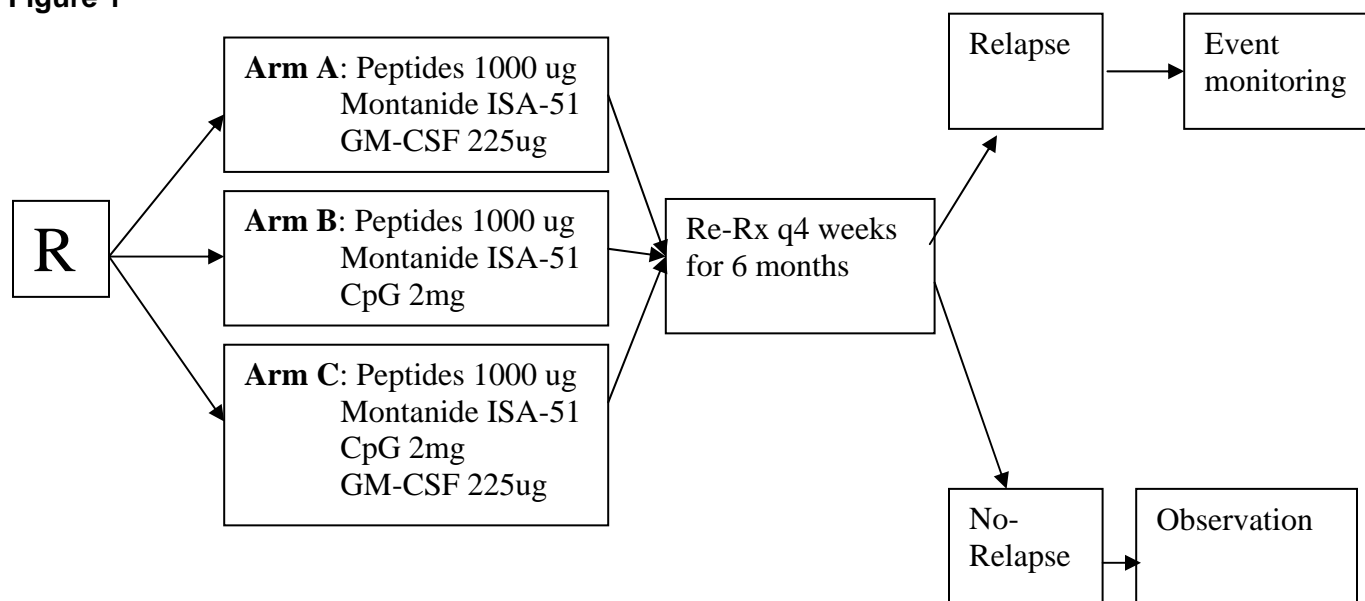 Figure 1
Arm A: Peptides 1000 ug
Montanide ISA-51
GM-CSF 225ug
Arm B: Peptides 1000 ug
Montanide ISA-51
CpG 2mg
Arm C: Peptides 1000 ug
Montanide ISA-51
CpG 2mg
GM-CSF 225ug
R
Re-Rx q4 weeks
for 6 months
Relapse
Event
monitoring
No-
Relapse
Observation